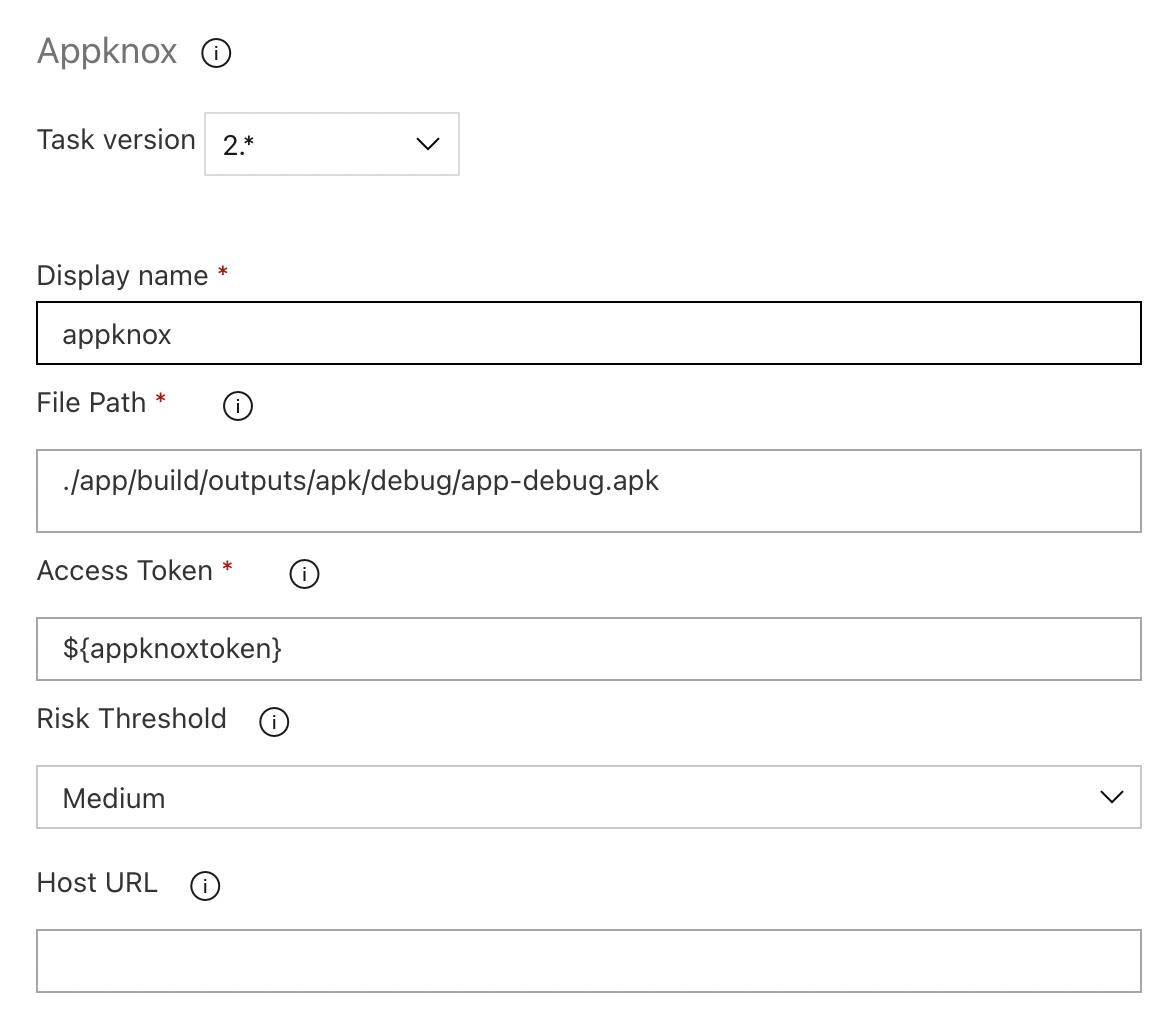 Appknox
Task version 2.*
Display name *
appknox
File Path *
./app/build/outputs/apk/debug/app-debug.apk
Access Token *
${appknoxtoken}
Risk Threshold
Medium
Host URL